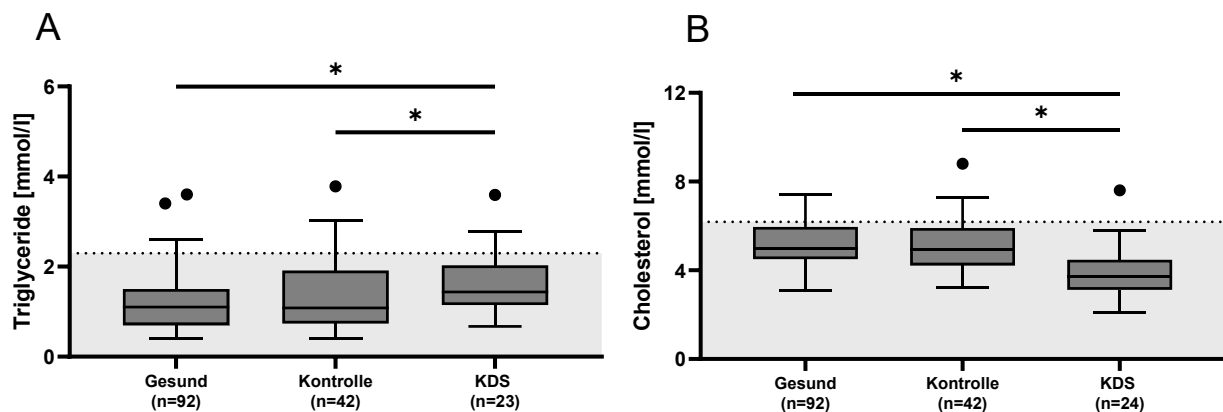 A
Triglyceride [mmol/l]
6
4
2
0
*
*
Gesund
(n=92)
Kontrolle
(n=42)
KDS
(n=23)
B
Cholesterol [mmol/l]
12
8
4
0
*
*
Gesund
(n=92)
Kontrolle
(n=42)
KDS
(n=24)